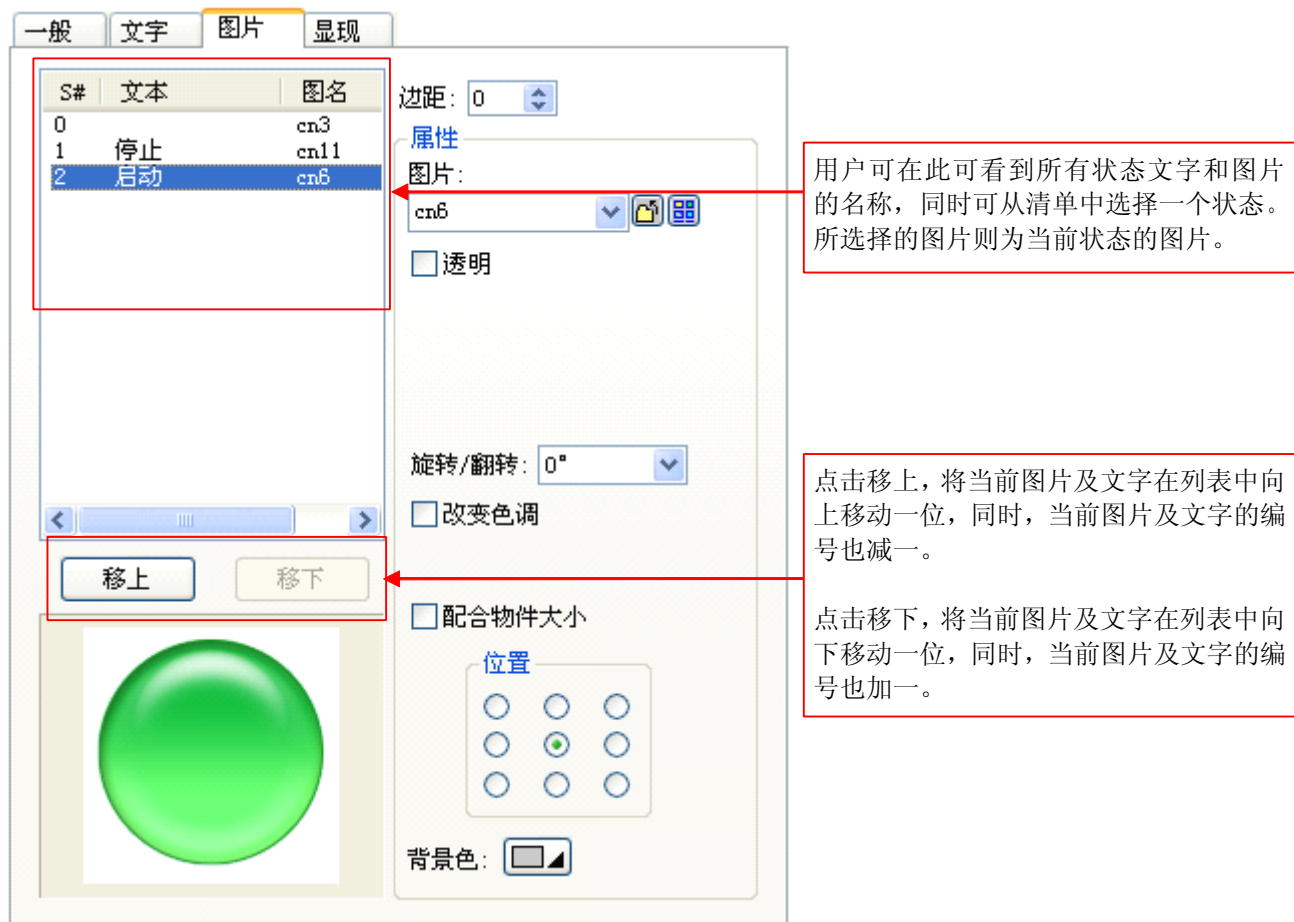 一般 文字 图片 显现
S# 文本 图名
0 cn3
1 停止 cn11
2 启动 cn6
移上 移下
边距: 0
属性
图片:
cn6
透明
旋转/翻转: 0°
改变色调
配合物件大小
位置
背景色:
用户可在此可看到所有状态文字和图片
的名称，同时可从清单中选择一个状态。
所选择的图片则为当前状态的图片。
点击移上，将当前图片及文字在列表中向
上移动一位，同时，当前图片及文字的编
号也减一。
点击移下，将当前图片及文字在列表中向
下移动一位，同时，当前图片及文字的编
号也加一。